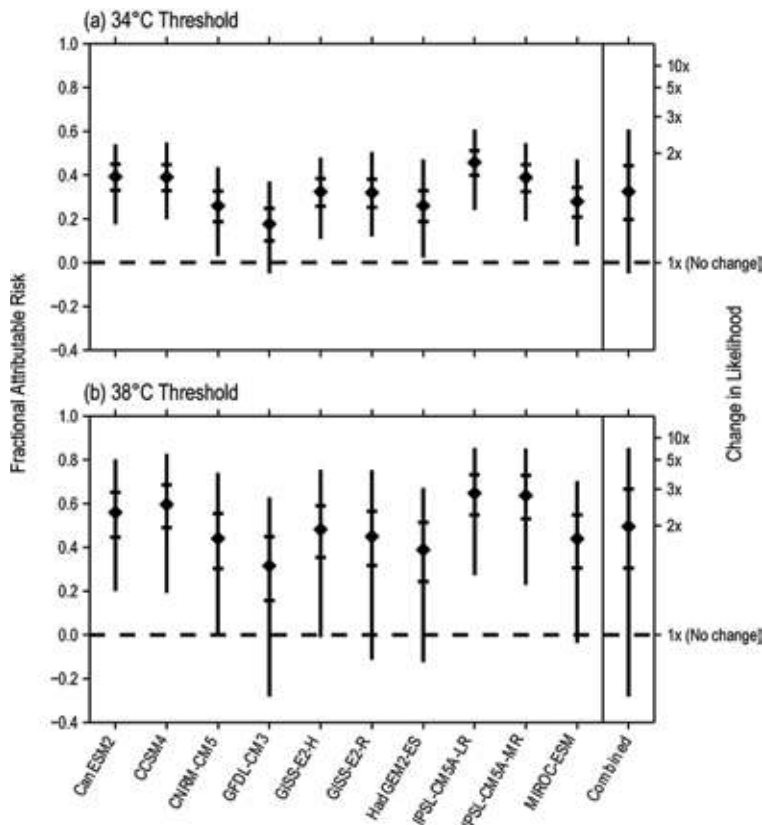 (a) 34°C Threshold
1.0
0.8
0.6
0.4
0.2
0.0
−0.2
−0.4
10x
5x
3x
2x
1x (No change]
Fractional Attributable Risk
Change in Likelihood
(b) 38°C Threshold
1.0
0.8
0.6
0.4
0.2
0.0
−0.2
−0.4
10x
5x
3x
2x
1x (No change]
CanESM2
CCSM4
CNRM-CM5
GFDL-CM3
GISS-E2-H
GISS-E2-R
HadGEM2-ES
IPSL-CM5A-LR
IPSL-CM5A-MR
MIROC-ESM
Combined